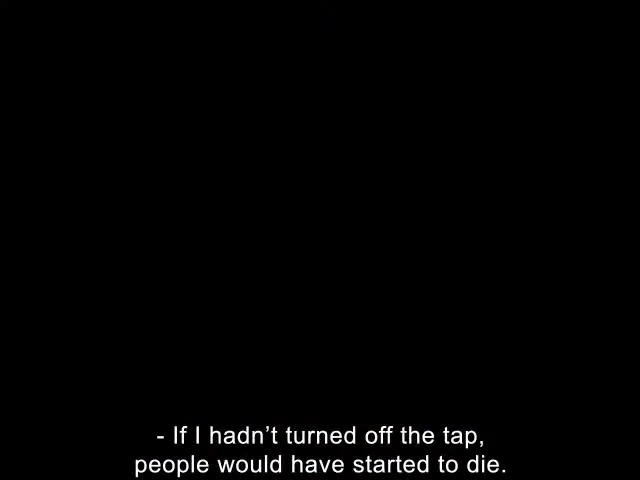 - If I hadn’t turned off the tap,
people would have started to die.